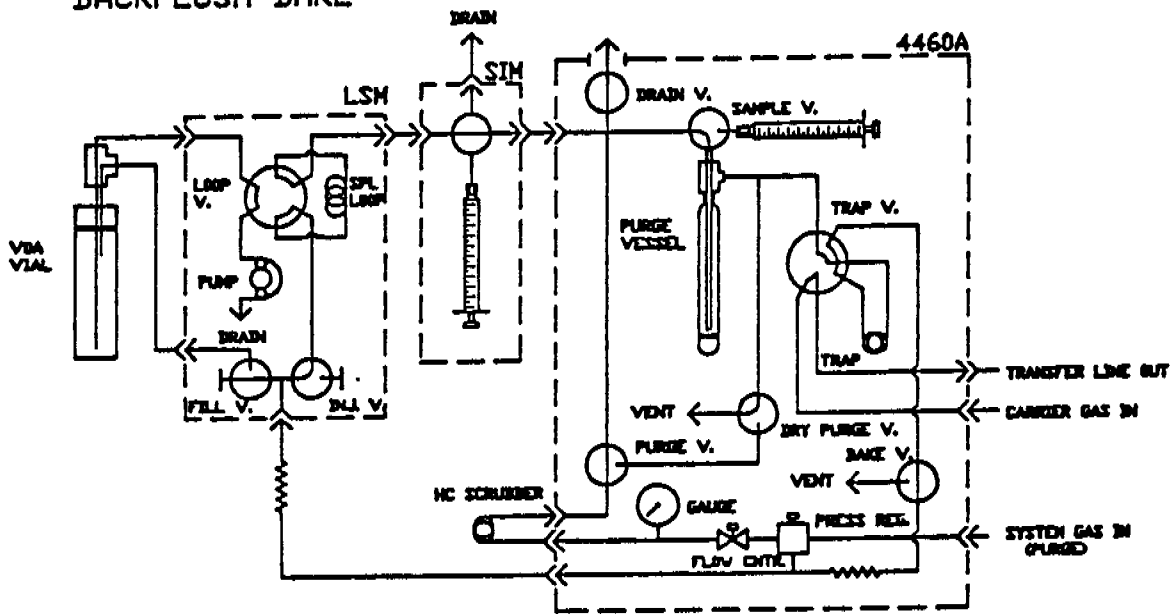 BACKFLUSH BAKE
DRAIN
4460A
SIM
LSM
DRAIN V.
SAMPLE V.
LOOP
V.
SPL
LOOP
PURGE
VESSEL
TRAP V.
VOA
VIAL
PUMP
DRAIN
TRAP
TRANSFER LINE OUT
FILL V.
INJ. V.
VENT
DRY PURGE V.
CARRIER GAS IN
PURGE V.
BAKE V.
VENT
HC SCRUBBER
GAUGE
PRESS REG.
SYSTEM GAS IN
(PURGE)
FLOW CNTR